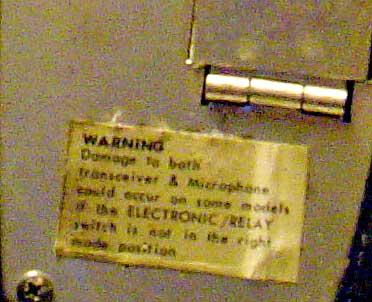 WARNING
Damage to both
Transceiver & Microphone
could occur on some models
if the ELECTRONIC/RELAY
switch is not in the right
mode position